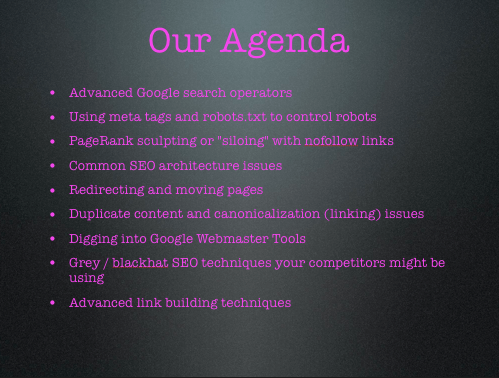 Our Agenda
• Advanced Google search operators
• Using meta tags and robots.txt to control robots
• PageRank sculpting or "siloing" with nofollow links
• Common SEO architecture issues
• Redirecting and moving pages
• Duplicate content and canonicalization (linking) issues
• Digging into Google Webmaster Tools
• Grey / blackhat SEO techniques your competitors might be
using
• Advanced link building techniques